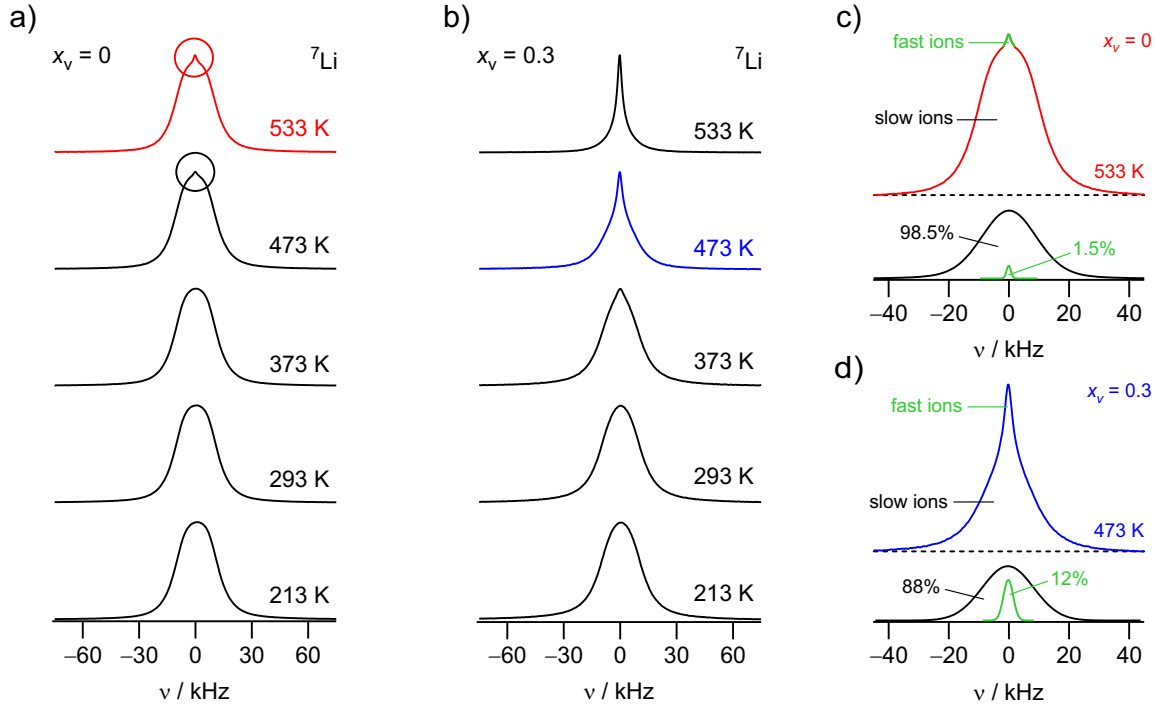 a)
xᵥ = 0
⁷Li
533 K
473 K
373 K
293 K
213 K
−60 −30 0 30 60
ν / kHz
b)
xᵥ = 0.3
⁷Li
533 K
473 K
373 K
293 K
213 K
−60 −30 0 30 60
ν / kHz
c)
fast ions
xᵥ = 0
slow ions
533 K
98.5%
1.5%
−40 −20 0 20 40
ν / kHz
d)
fast ions
xᵥ = 0.3
slow ions
473 K
88%
12%
−40 −20 0 20 40
ν / kHz